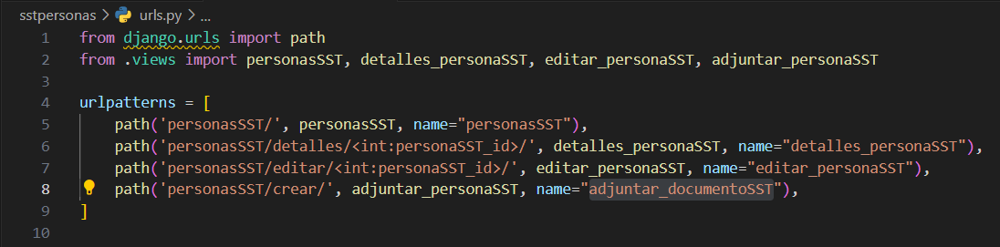 sstpersonas > urls.py > ...
1 from django.urls import path
2 from .views import personasSST, detalles_personaSST, editar_personaSST, adjuntar_personaSST
3
4 urlpatterns = [
5     path('personasSST/', personasSST, name="personasSST"),
6     path('personasSST/detalles/<int:personaSST_id>/', detalles_personaSST, name="detalles_personaSST"),
7     path('personasSST/editar/<int:personaSST_id>/', editar_personaSST, name="editar_personaSST"),
8     path('personasSST/crear/', adjuntar_personaSST, name="adjuntar_documentoSST"),
9 ]
10